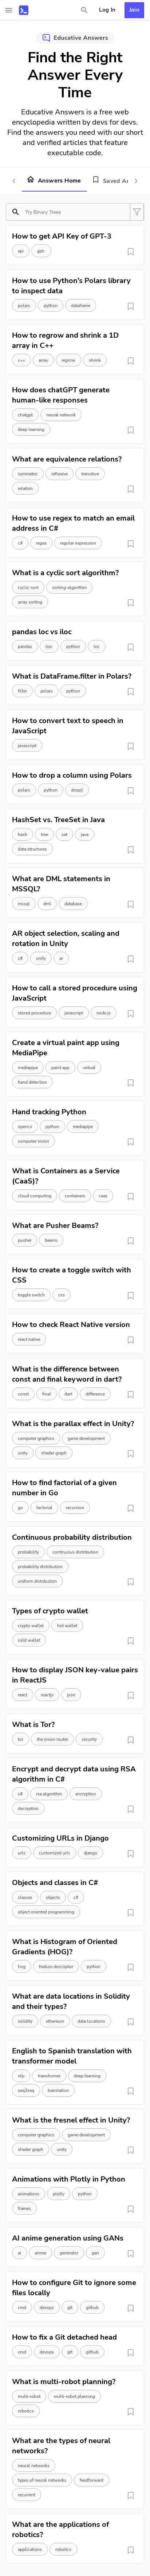 Log In
Join
Educative Answers
Find the Right
Answer Every
Time
Educative Answers is a free web
encyclopedia written by devs for devs.
Find the answers you need with our short
and verified articles that feature
executable code.
Answers Home
Saved An
Try Binary Trees
How to get API Key of GPT-3
api
gpt-
How to use Python's Polars library
to inspect data
polars
python
dataframe
How to regrow and shrink a 1D
array in C++
c++
array
regrow
shrink
How does chatGPT generate
human-like responses
chatgpt
neural network
deep learning
What are equivalence relations?
symmetric
reflexive
transitive
relation
How to use regex to match an email
address in C#
c#
regex
regular expression
What is a cyclic sort algorithm?
cyclic sort
sorting algorithm
array sorting
pandas loc vs iloc
pandas
iloc
python
loc
What is DataFrame.filter in Polars?
filter
polars
python
How to convert text to speech in
JavaScript
javascript
How to drop a column using Polars
polars
python
drop()
HashSet vs. TreeSet in Java
hash
tree
set
java
data structures
What are DML statements in
MSSQL?
mssql
dml
database
AR object selection, scaling and
rotation in Unity
c#
unity
ar
How to call a stored procedure using
JavaScript
stored procedure
javascript
node.js
Create a virtual paint app using
MediaPipe
mediapipe
paint app
virtual
hand detection
Hand tracking Python
opencv
python
mediapipe
computer vision
What is Containers as a Service
(CaaS)?
cloud computing
containers
caas
What are Pusher Beams?
pusher
beams
How to create a toggle switch with
CSS
toggle switch
css
How to check React Native version
react native
What is the difference between
const and final keyword in dart?
const
final
dart
difference
What is the parallax effect in Unity?
computer graphics
game development
unity
shader graph
How to find factorial of a given
number in Go
go
factorial
recursion
Continuous probability distribution
probability
continuous distribution
probability distribution
uniform distribution
Types of crypto wallet
crypto wallet
hot wallet
cold wallet
How to display JSON key-value pairs
in ReactJS
react
reactjs
json
What is Tor?
tor
the onion router
security
Encrypt and decrypt data using RSA
algorithm in C#
c#
rsa algorithm
encryption
decryption
Customizing URLs in Django
urls
customized urls
django
Objects and classes in C#
classes
objects
c#
object oriented programming
What is Histogram of Oriented
Gradients (HOG)?
hog
feature descriptor
python
What are data locations in Solidity
and their types?
solidity
ethereum
data locations
English to Spanish translation with
transformer model
nlp
transformer
deep learning
seq2seq
translation
What is the fresnel effect in Unity?
computer graphics
game development
shader graph
unity
Animations with Plotly in Python
animations
plotly
python
frames
AI anime generation using GANs
ai
anime
generator
gan
How to configure Git to ignore some
files locally
cmd
devops
git
github
How to fix a Git detached head
cmd
devops
git
github
What is multi-robot planning?
multi-robot
multi-robot planning
robotics
What are the types of neural
networks?
neural networks
types of neural networks
feedforward
recurrent
What are the applications of
robotics?
applications
robotics